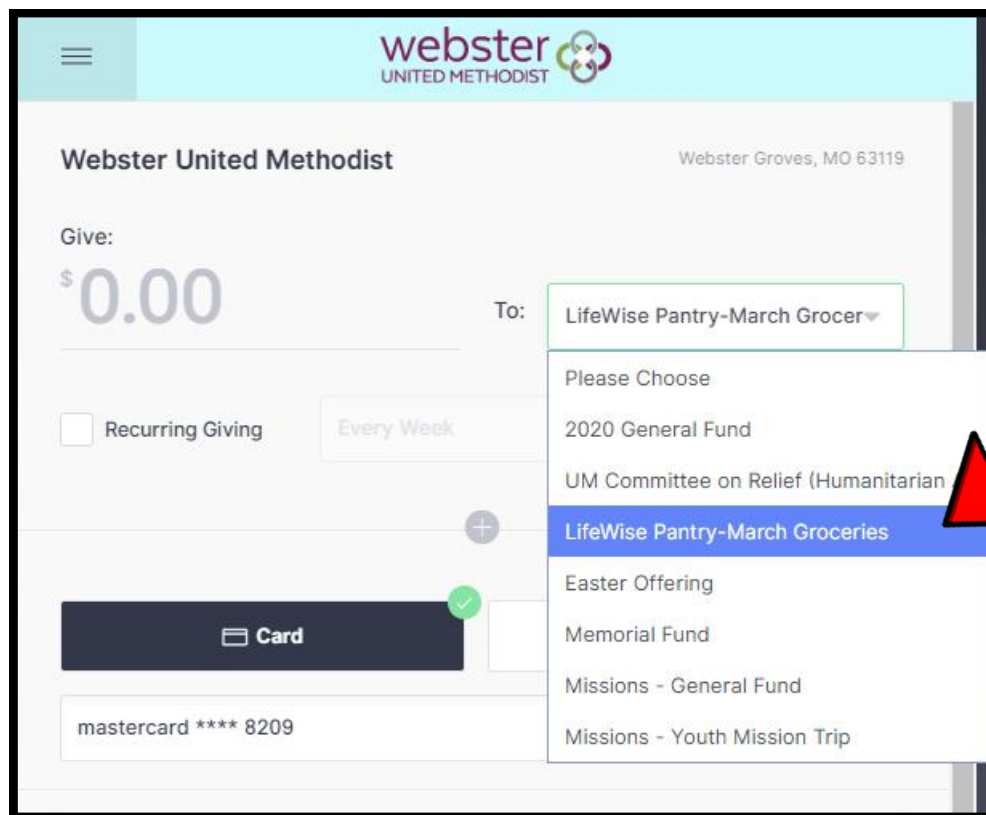 webster
UNITED METHODIST
Webster United Methodist
Webster Groves, MO 63119
Give:
$0.00
To:
LifeWise Pantry-March Grocer
Please Choose
Recurring Giving
Every Week
2020 General Fund
UM Committee on Relief (Humanitarian
LifeWise Pantry-March Groceries
Easter Offering
Card
Memorial Fund
Missions - General Fund
mastercard **** 8209
Missions - Youth Mission Trip